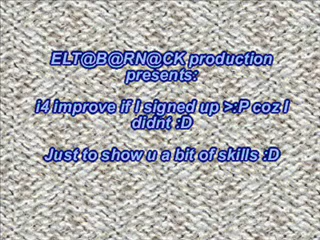 ELT@B@RN@CK production
presents:
i4 improve if I signed up >:P coz I
didnt :D
Just to show u a bit of skills :D